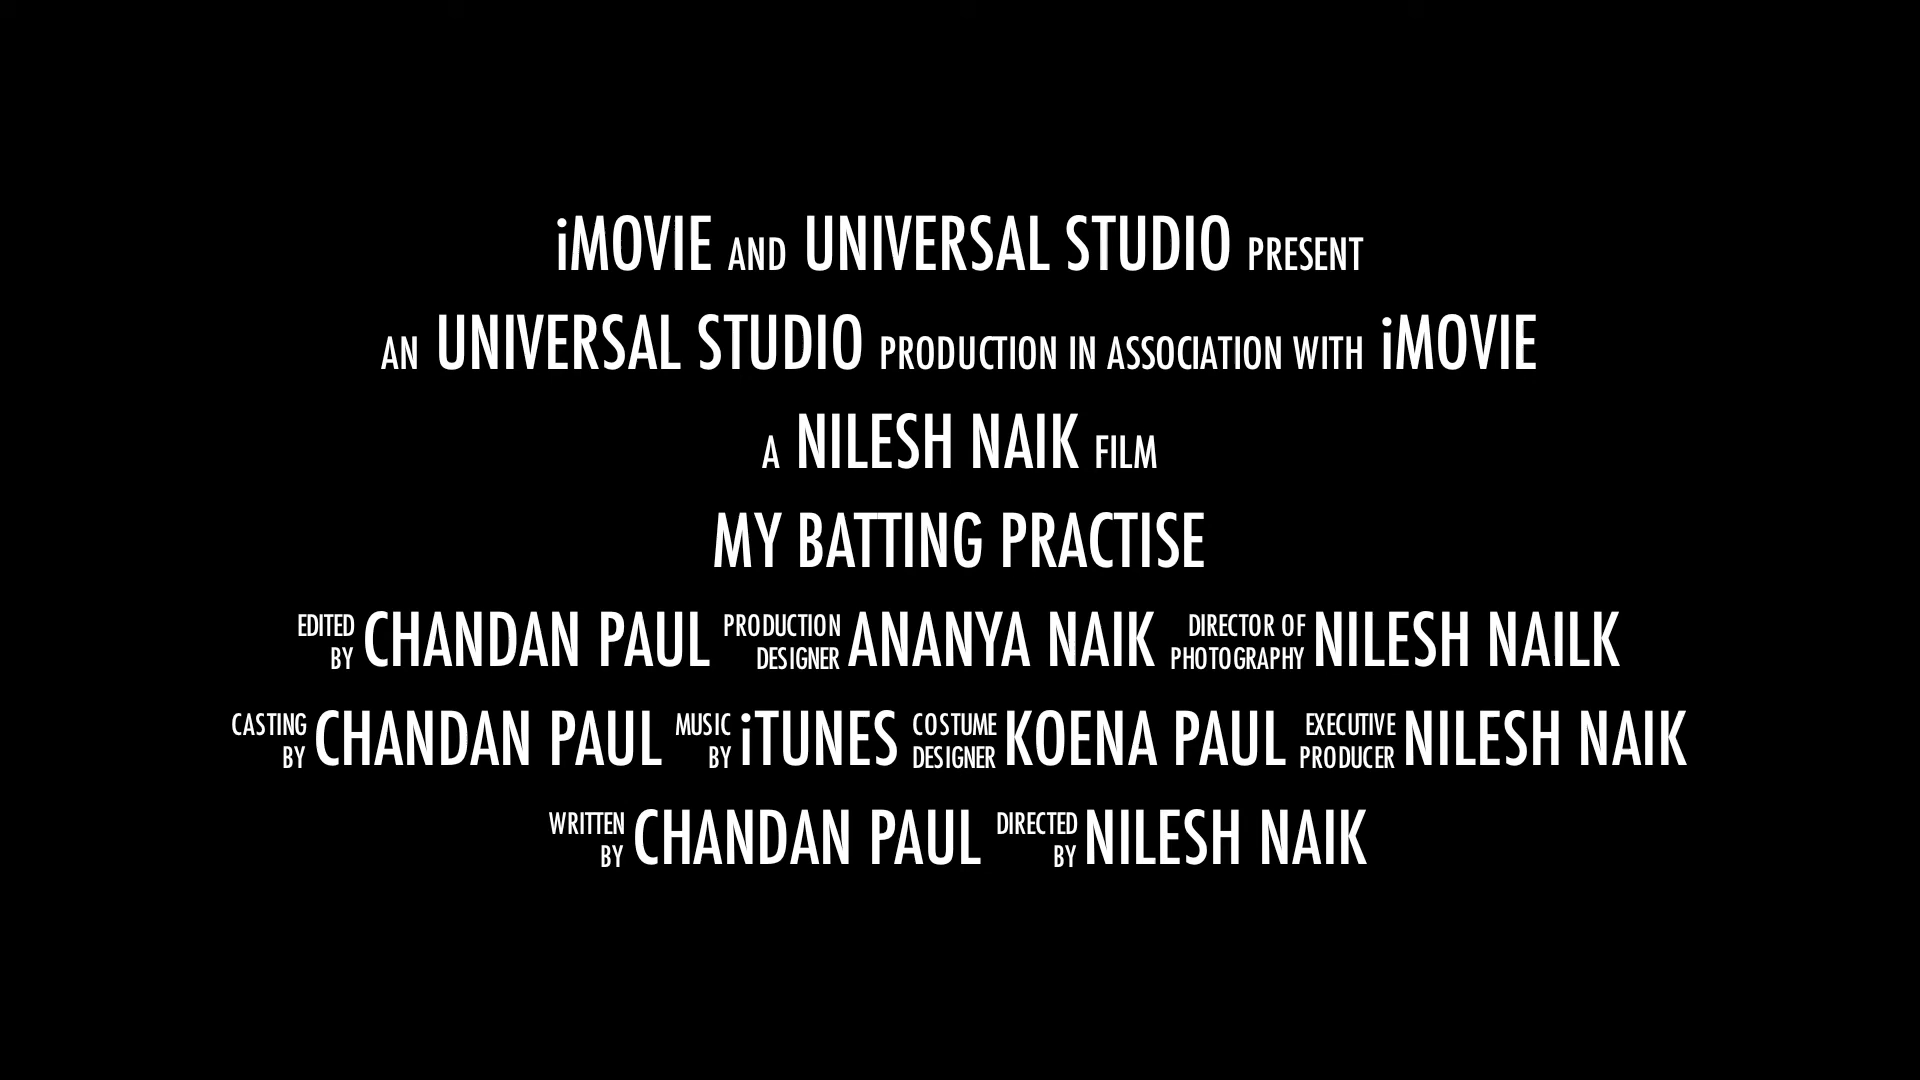 iMOVIE AND UNIVERSAL STUDIO PRESENT
AN UNIVERSAL STUDIO PRODUCTION IN ASSOCIATION WITH iMOVIE
A NILESH NAIK FILM
MY BATTING PRACTISE
EDITED BY CHANDAN PAUL PRODUCTION DESIGNER ANANYA NAIK DIRECTOR OF PHOTOGRAPHY NILESH NAILK
CASTING BY CHANDAN PAUL MUSIC BY iTUNES COSTUME DESIGNER KOENA PAUL EXECUTIVE PRODUCER NILESH NAIK
WRITTEN BY CHANDAN PAUL DIRECTED BY NILESH NAIK